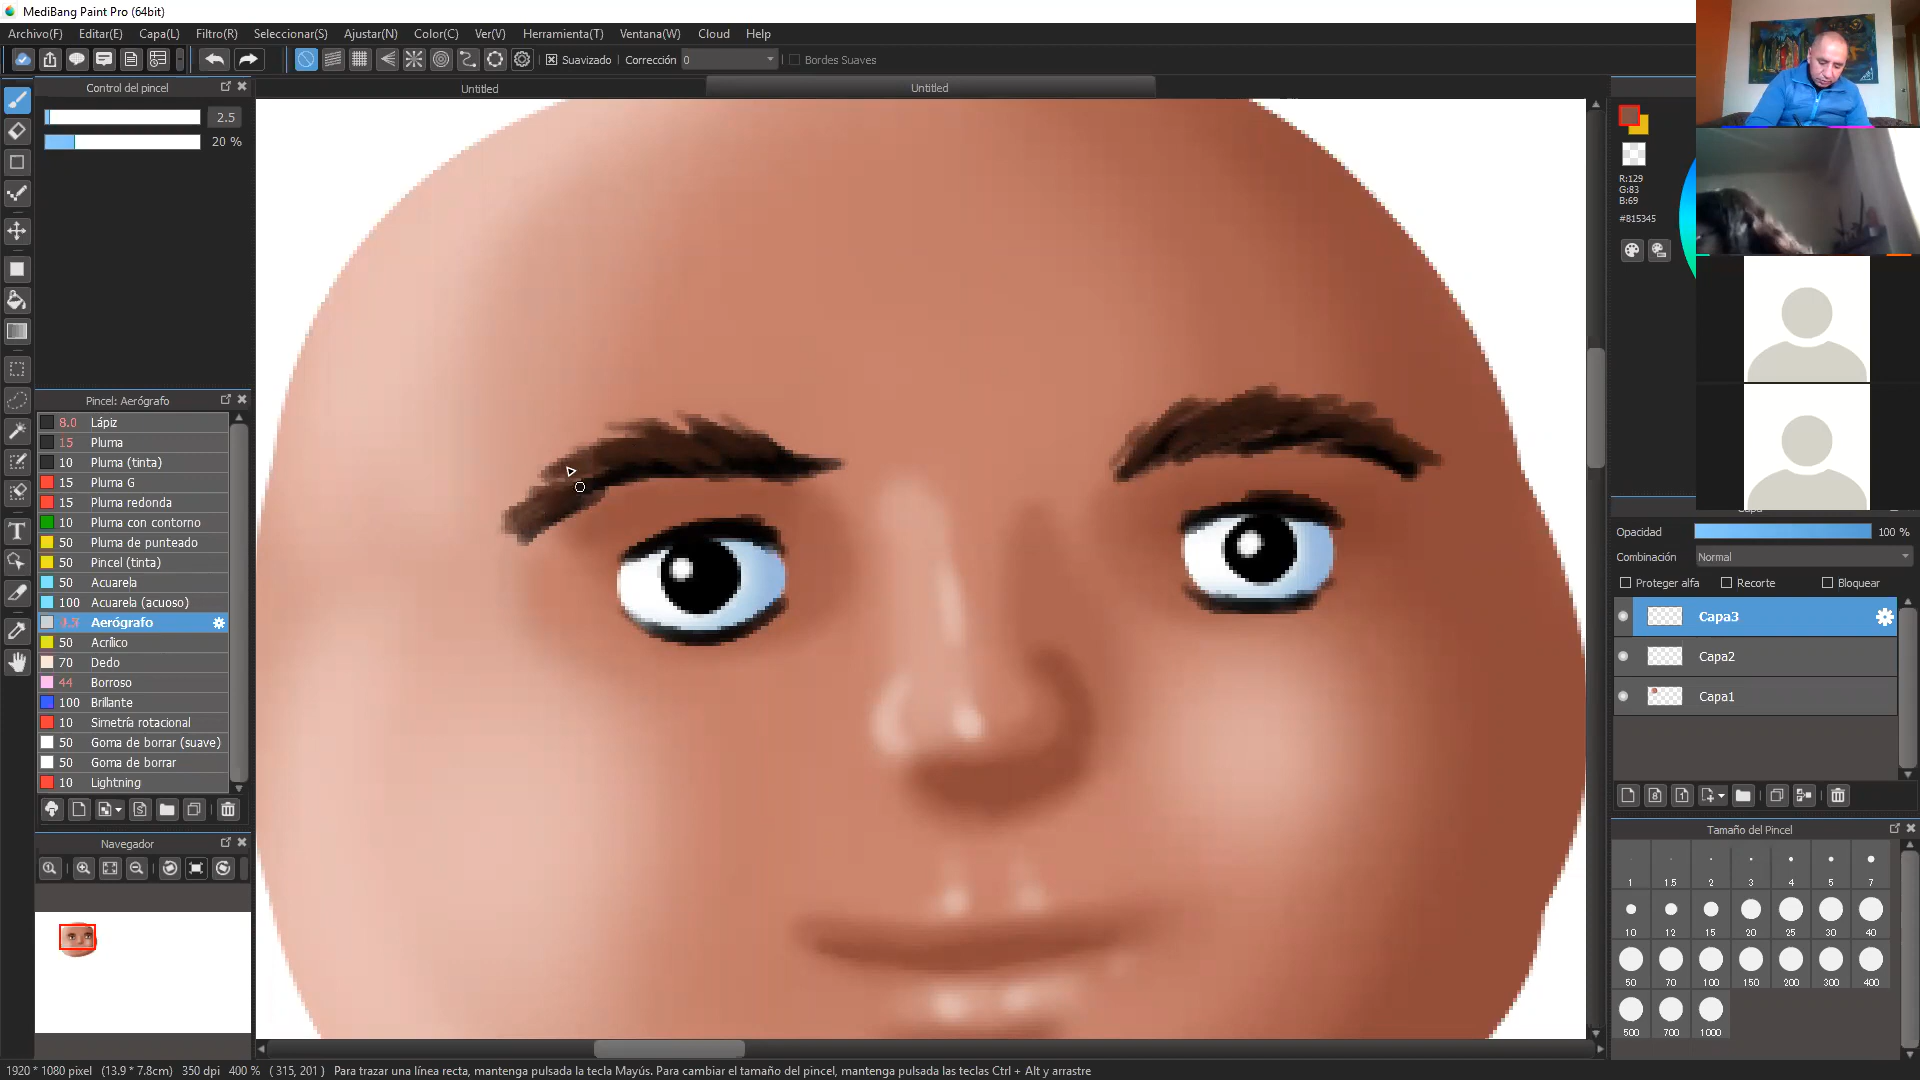 MediBang Paint Pro (64bit)
Archivo(F) Editar(E) Capa(L) Filtro(R) Seleccionar(S) Ajustar(N) Color(C) Ver(V) Herramienta(T) Ventana(W) Cloud Help
Suavizado Corrección 0 Bordes Suaves
Control del pincel
Untitled
Untitled
2.5
20 %
R:129
G:83
B:69
#815345
Pincel: Aerógrafo
8.0 Lápiz
15 Pluma
10 Pluma (tinta)
15 Pluma G
15 Pluma redonda
10 Pluma con contorno
50 Pluma de punteado
50 Pincel (tinta)
50 Acuarela
100 Acuarela (acuoso)
Aerógrafo
50 Acrílico
70 Dedo
44 Borroso
100 Brillante
10 Simetría rotacional
50 Goma de borrar (suave)
50 Goma de borrar
10 Lightning
Navegador
Opacidad 100 %
Combinación Normal
Proteger alfa Recorte Bloquear
Capa3
Capa2
Capa1
Tamaño del Pincel
1 1.5 2 3 4 5 7
10 12 15 20 25 30 40
50 70 100 150 200 300 400
500 700 1000
1920 * 1080 pixel (13.9 * 7.8cm) 350 dpi 400 % ( 315, 201 ) Para trazar una línea recta, mantenga pulsada la tecla Mayús. Para cambiar el tamaño del pincel, mantenga pulsada las teclas Ctrl + Alt y arrastre